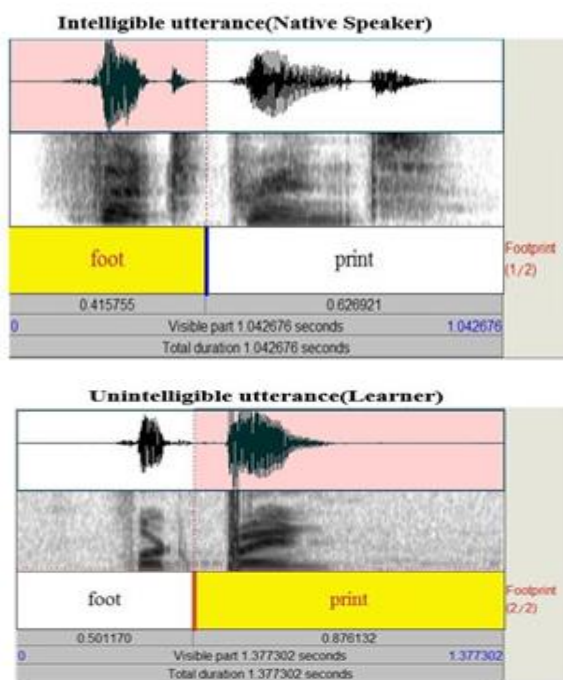 Intelligible utterance(Native Speaker)
foot
print
Footprint
(1/2)
0.415755
0.626921
0
Visible part 1.042676 seconds
1.042676
Total duration 1.042676 seconds
Unintelligible utterance(Learner)
foot
print
Footprint
(2/2)
0.501170
0.876132
0
Visible part 1.377302 seconds
1.377302
Total duration 1.377302 seconds